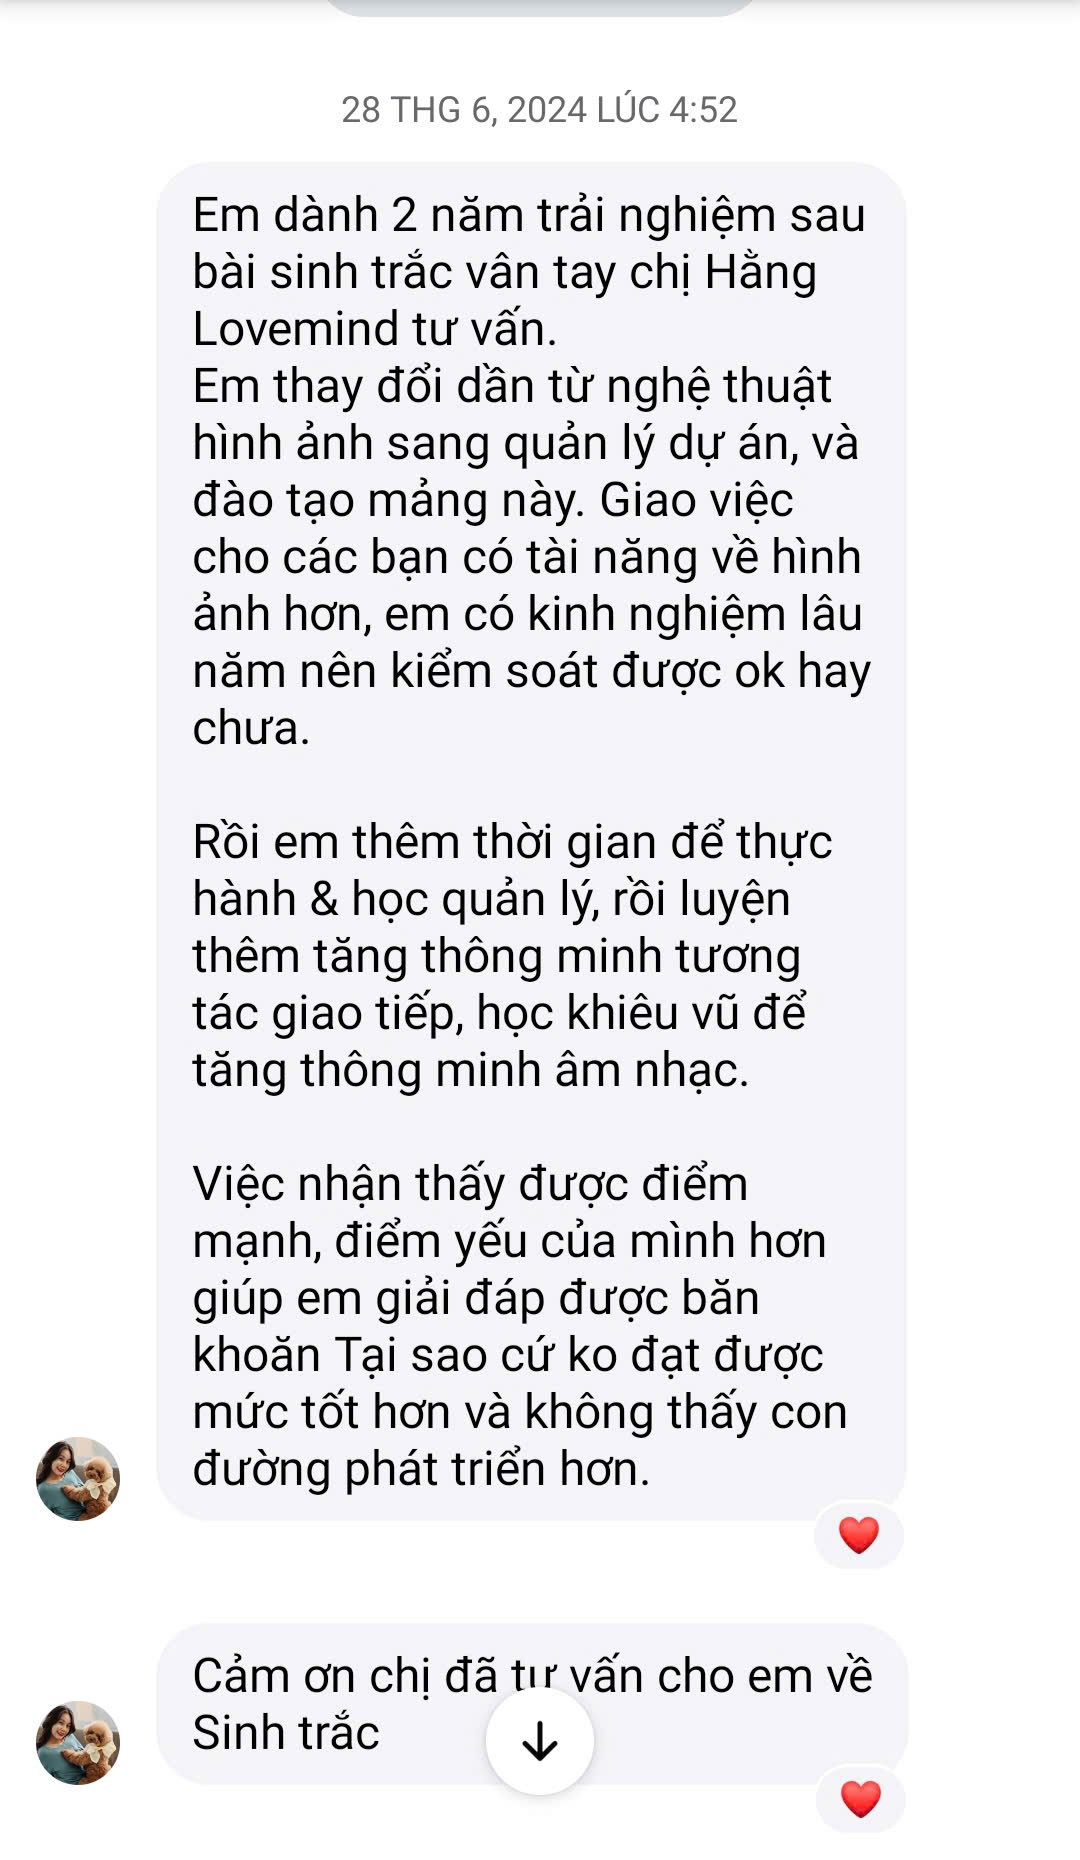 28 THG 6, 2024 LÚC 4:52
Em dành 2 năm trải nghiệm sau
bài sinh trắc vân tay chị Hằng
Lovemind tư vấn.
Em thay đổi dần từ nghệ thuật
hình ảnh sang quản lý dự án, và
đào tạo mảng này. Giao việc
cho các bạn có tài năng về hình
ảnh hơn, em có kinh nghiệm lâu
năm nên kiểm soát được ok hay
chưa.
Rồi em thêm thời gian để thực
hành & học quản lý, rồi luyện
thêm tăng thông minh tương
tác giao tiếp, học khiêu vũ để
tăng thông minh âm nhạc.
Việc nhận thấy được điểm
mạnh, điểm yếu của mình hơn
giúp em giải đáp được băn
khoăn Tại sao cứ ko đạt được
mức tốt hơn và không thấy con
đường phát triển hơn.
Cảm ơn chị đã tư vấn cho em về
Sinh trắc